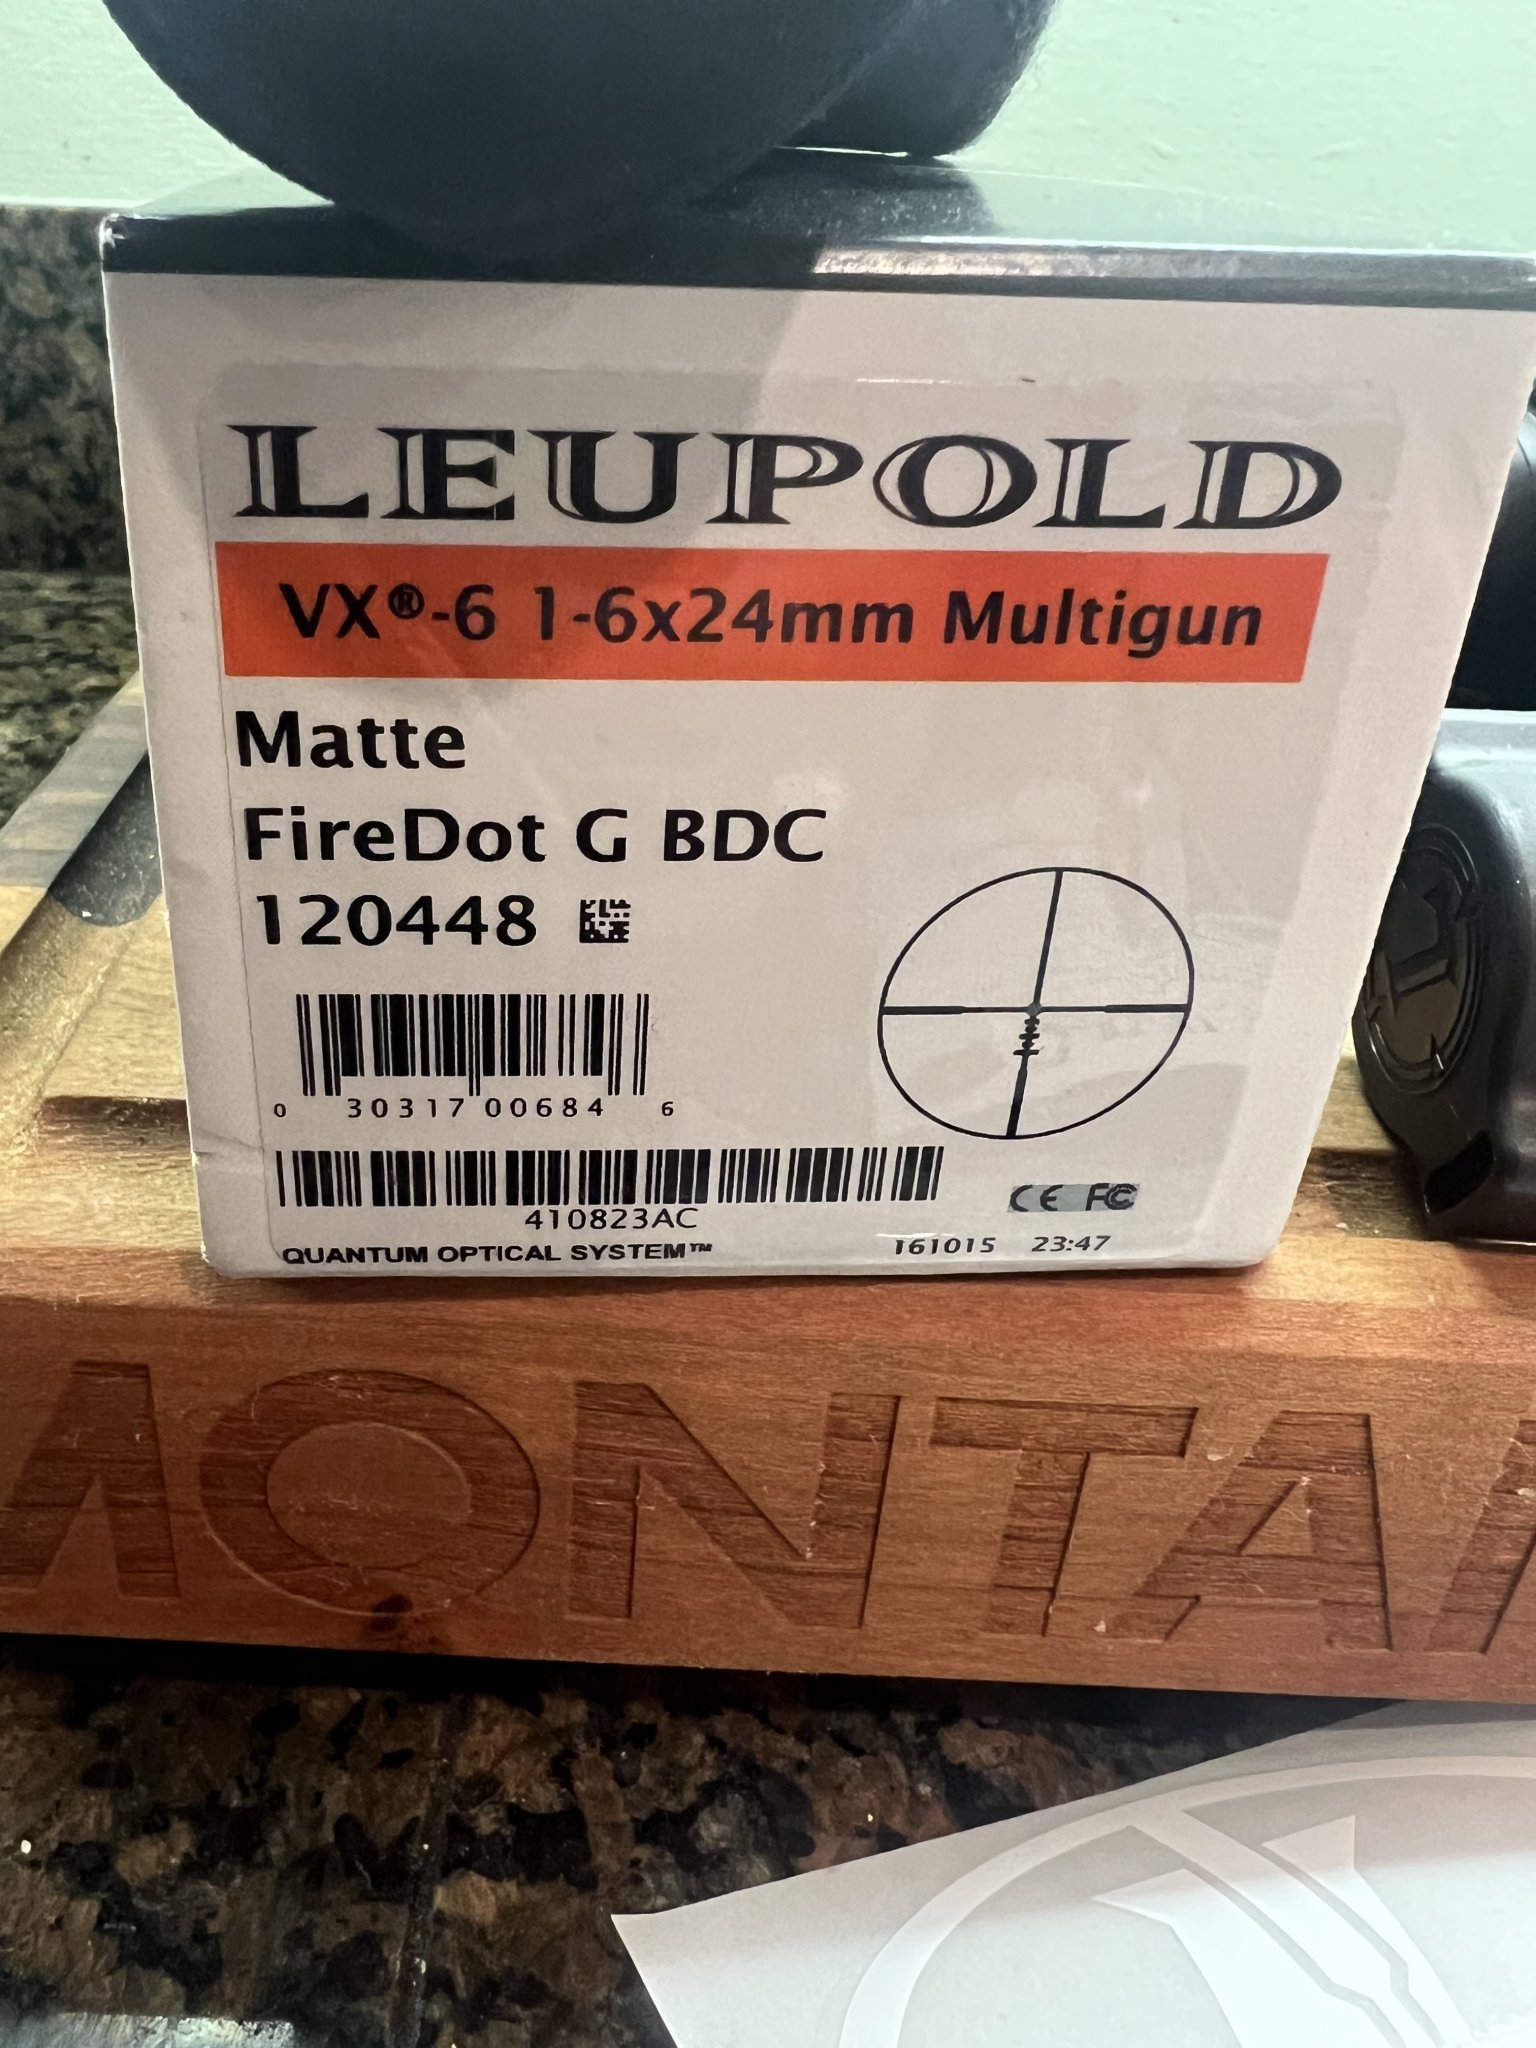 LEUPOLD
VX®-6 1-6x24mm Multigun
Matte
FireDot G BDC
120448
0 30317 00684 6
410823AC
CE FC
QUANTUM OPTICAL SYSTEM™ 161015 23:47
MONTA